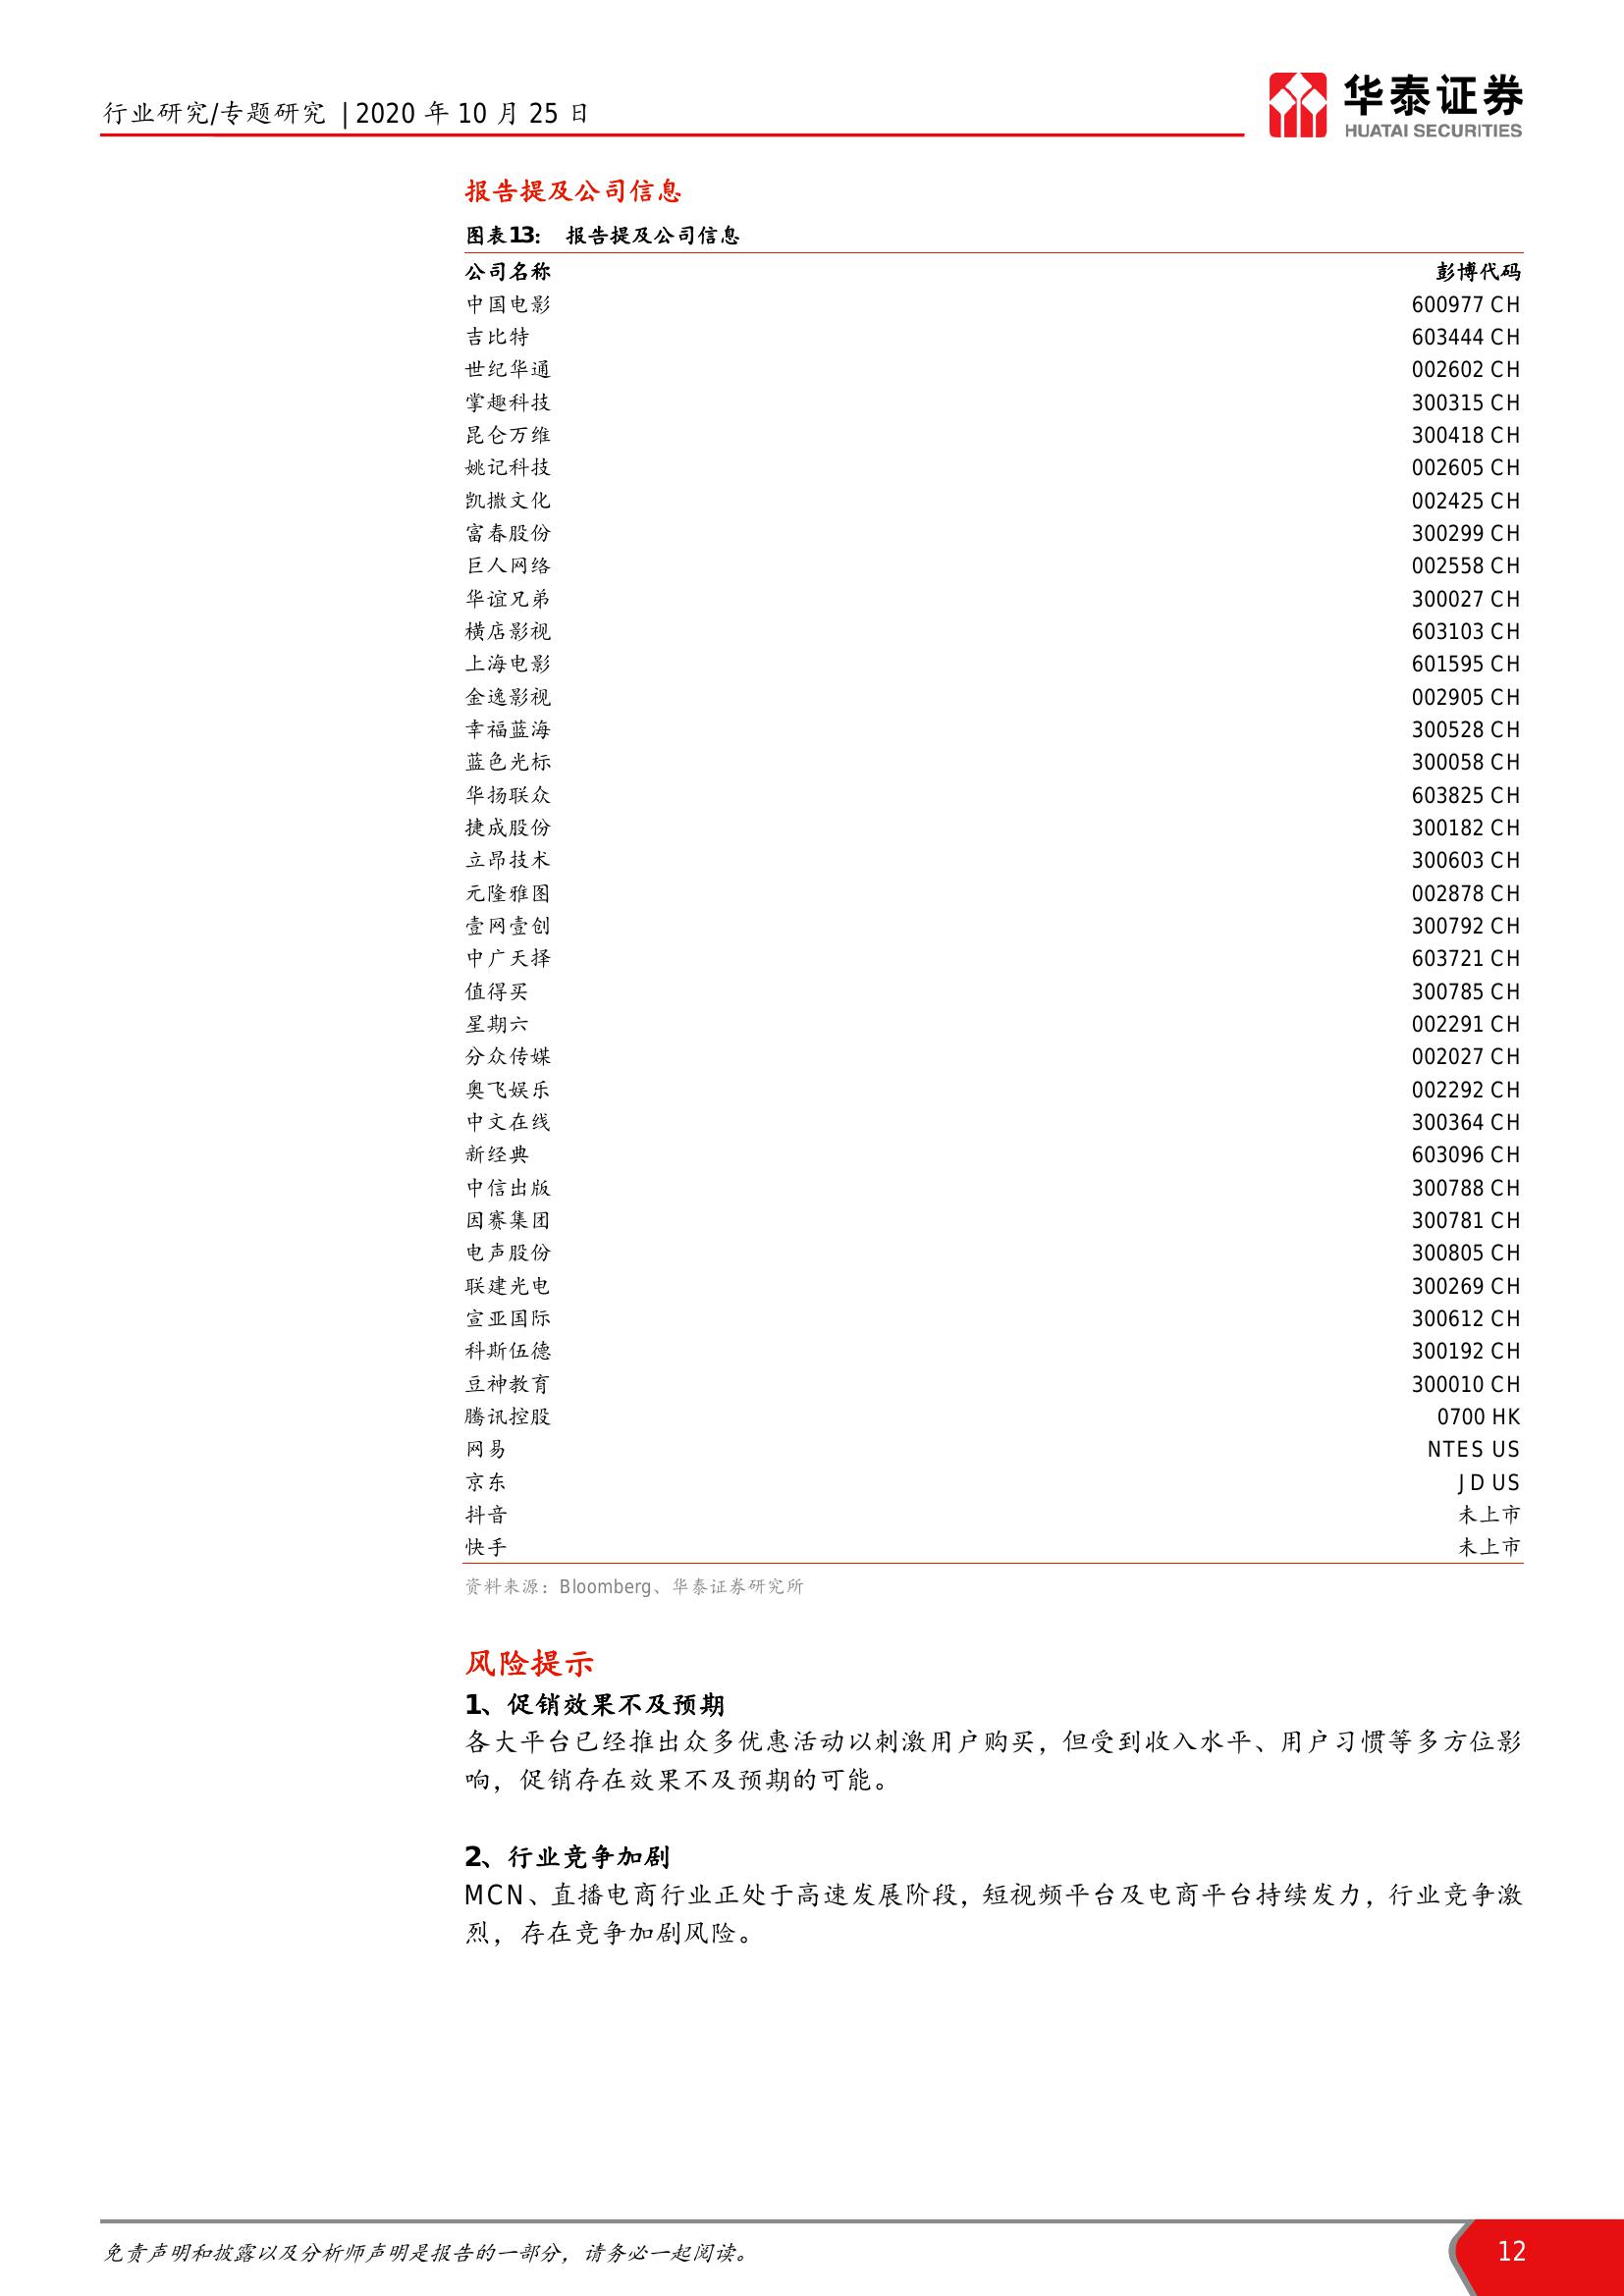 行业研究/专题研究 | 2020 年 10 月 25 日
华泰证券
HUATAI SECURITIES
报告提及公司信息
图表13： 报告提及公司信息
公司名称 彭博代码
中国电影 600977 CH
吉比特 603444 CH
世纪华通 002602 CH
掌趣科技 300315 CH
昆仑万维 300418 CH
姚记科技 002605 CH
凯撒文化 002425 CH
富春股份 300299 CH
巨人网络 002558 CH
华谊兄弟 300027 CH
横店影视 603103 CH
上海电影 601595 CH
金逸影视 002905 CH
幸福蓝海 300528 CH
蓝色光标 300058 CH
华扬联众 603825 CH
捷成股份 300182 CH
立昂技术 300603 CH
元隆雅图 002878 CH
壹网壹创 300792 CH
中广天择 603721 CH
值得买 300785 CH
星期六 002291 CH
分众传媒 002027 CH
奥飞娱乐 002292 CH
中文在线 300364 CH
新经典 603096 CH
中信出版 300788 CH
因赛集团 300781 CH
电声股份 300805 CH
联建光电 300269 CH
宣亚国际 300612 CH
科斯伍德 300192 CH
豆神教育 300010 CH
腾讯控股 0700 HK
网易 NTES US
京东 JD US
抖音 未上市
快手 未上市
资料来源：Bloomberg、华泰证券研究所
风险提示
1、促销效果不及预期
各大平台已经推出众多优惠活动以刺激用户购买，但受到收入水平、用户习惯等多方位影
响，促销存在效果不及预期的可能。
2、行业竞争加剧
MCN、直播电商行业正处于高速发展阶段，短视频平台及电商平台持续发力，行业竞争激
烈，存在竞争加剧风险。
免责声明和披露以及分析师声明是报告的一部分，请务必一起阅读。
12